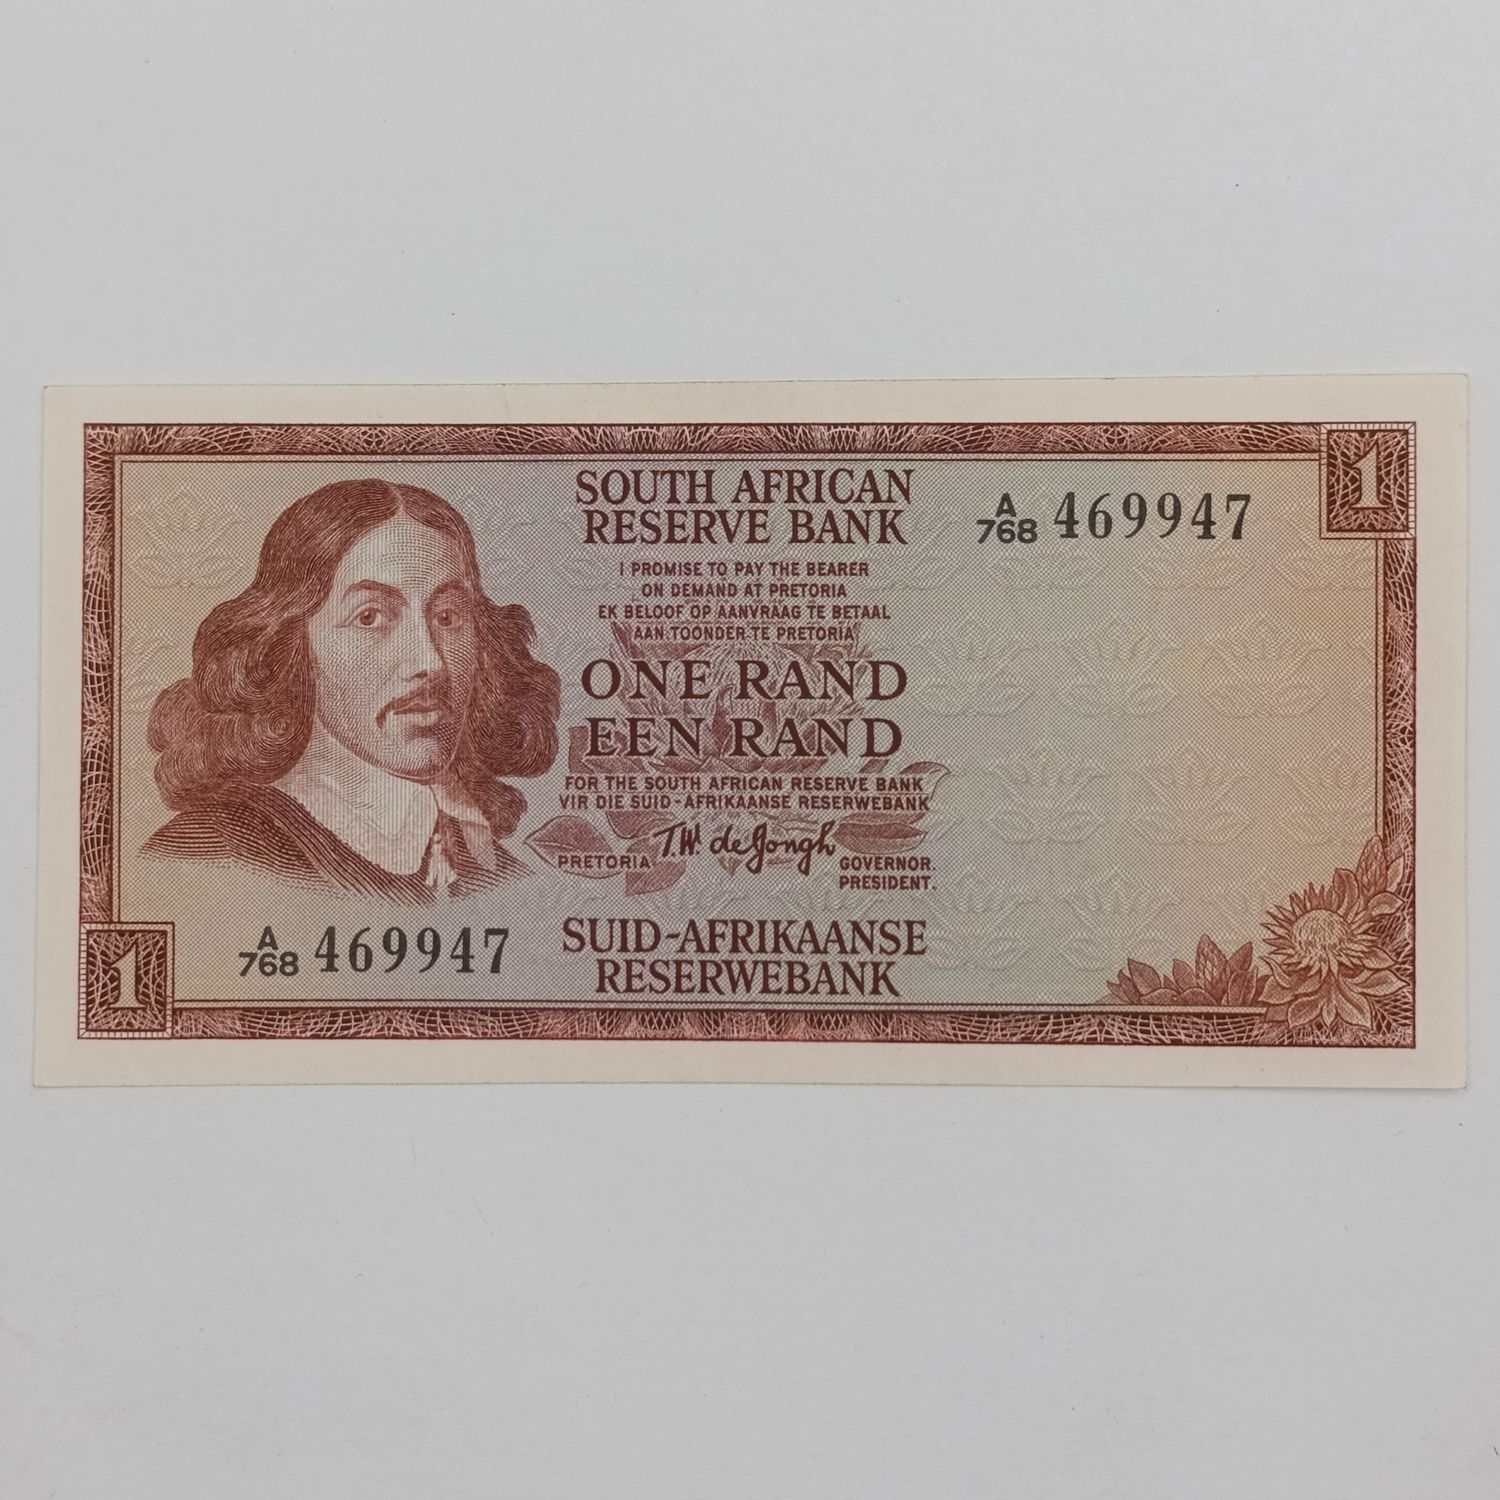 1
SOUTH AFRICAN
RESERVE BANK
A/768 469947
I PROMISE TO PAY THE BEARER
ON DEMAND AT PRETORIA
EK BELOOF OP AANVRAAG TE BETAAL
AAN TOONDER TE PRETORIA
ONE RAND
EEN RAND
FOR THE SOUTH AFRICAN RESERVE BANK
VIR DIE SUID-AFRIKAANSE RESERWEBANK
T.W. de Jongh
PRETORIA GOVERNOR.
PRESIDENT.
A/768 469947
SUID-AFRIKAANSE
RESERWEBANK
1